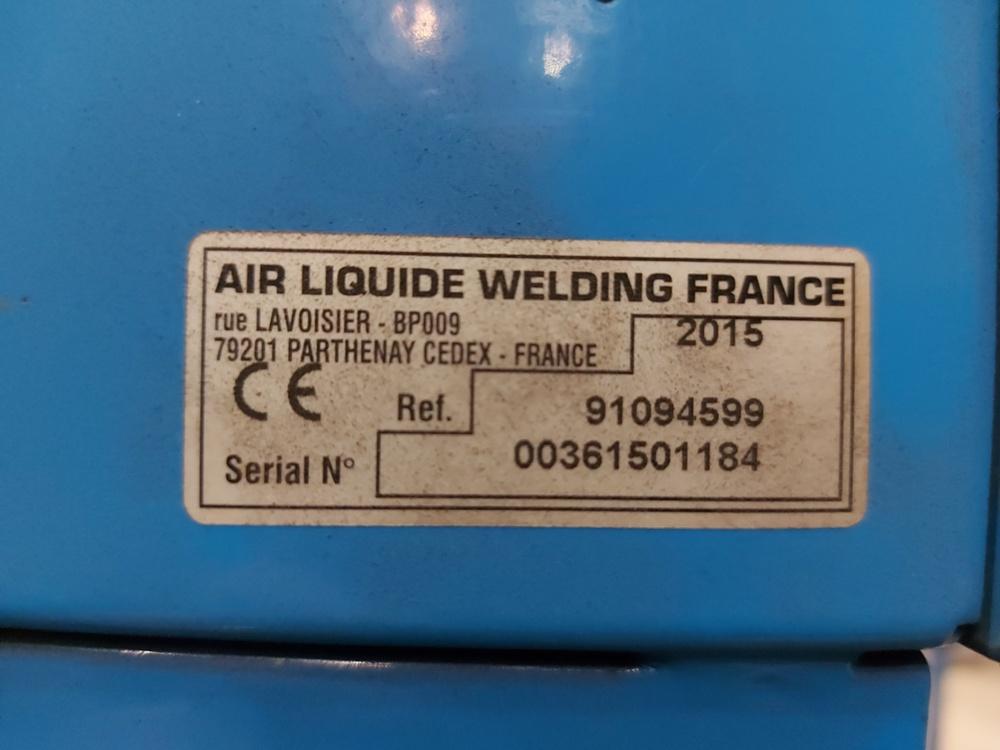 AIR LIQUIDE WELDING FRANCE
rue LAVOISIER - BP009
79201 PARTHENAY CEDEX - FRANCE
2015
CE
Ref. 91094599
Serial N° 00361501184